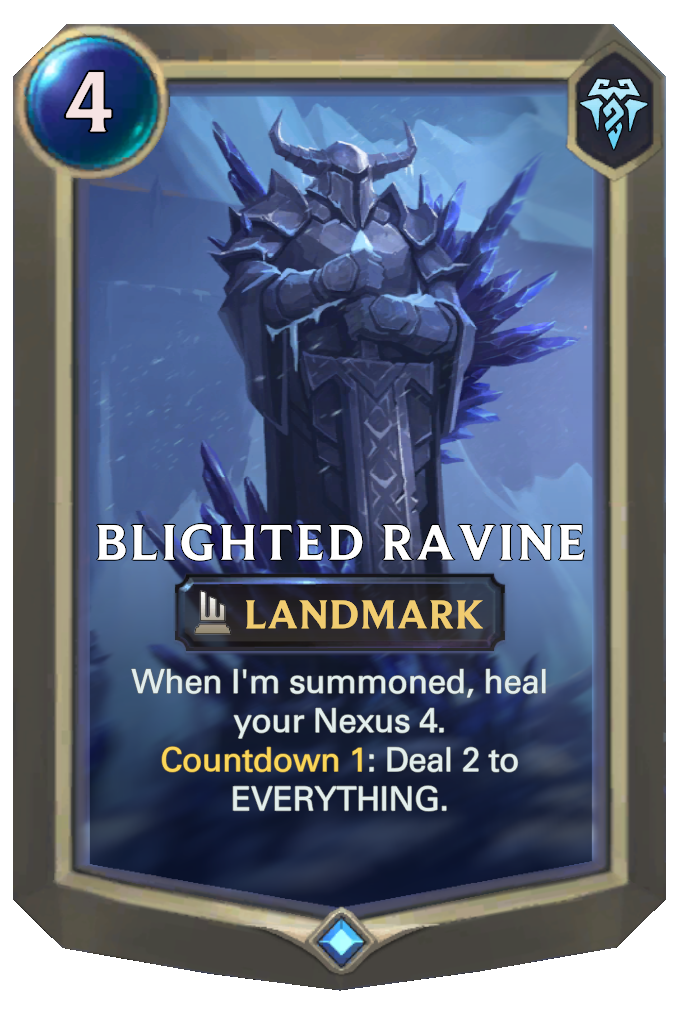 4
BLIGHTED RAVINE
LANDMARK
When I'm summoned, heal
your Nexus 4.
Countdown 1: Deal 2 to
EVERYTHING.